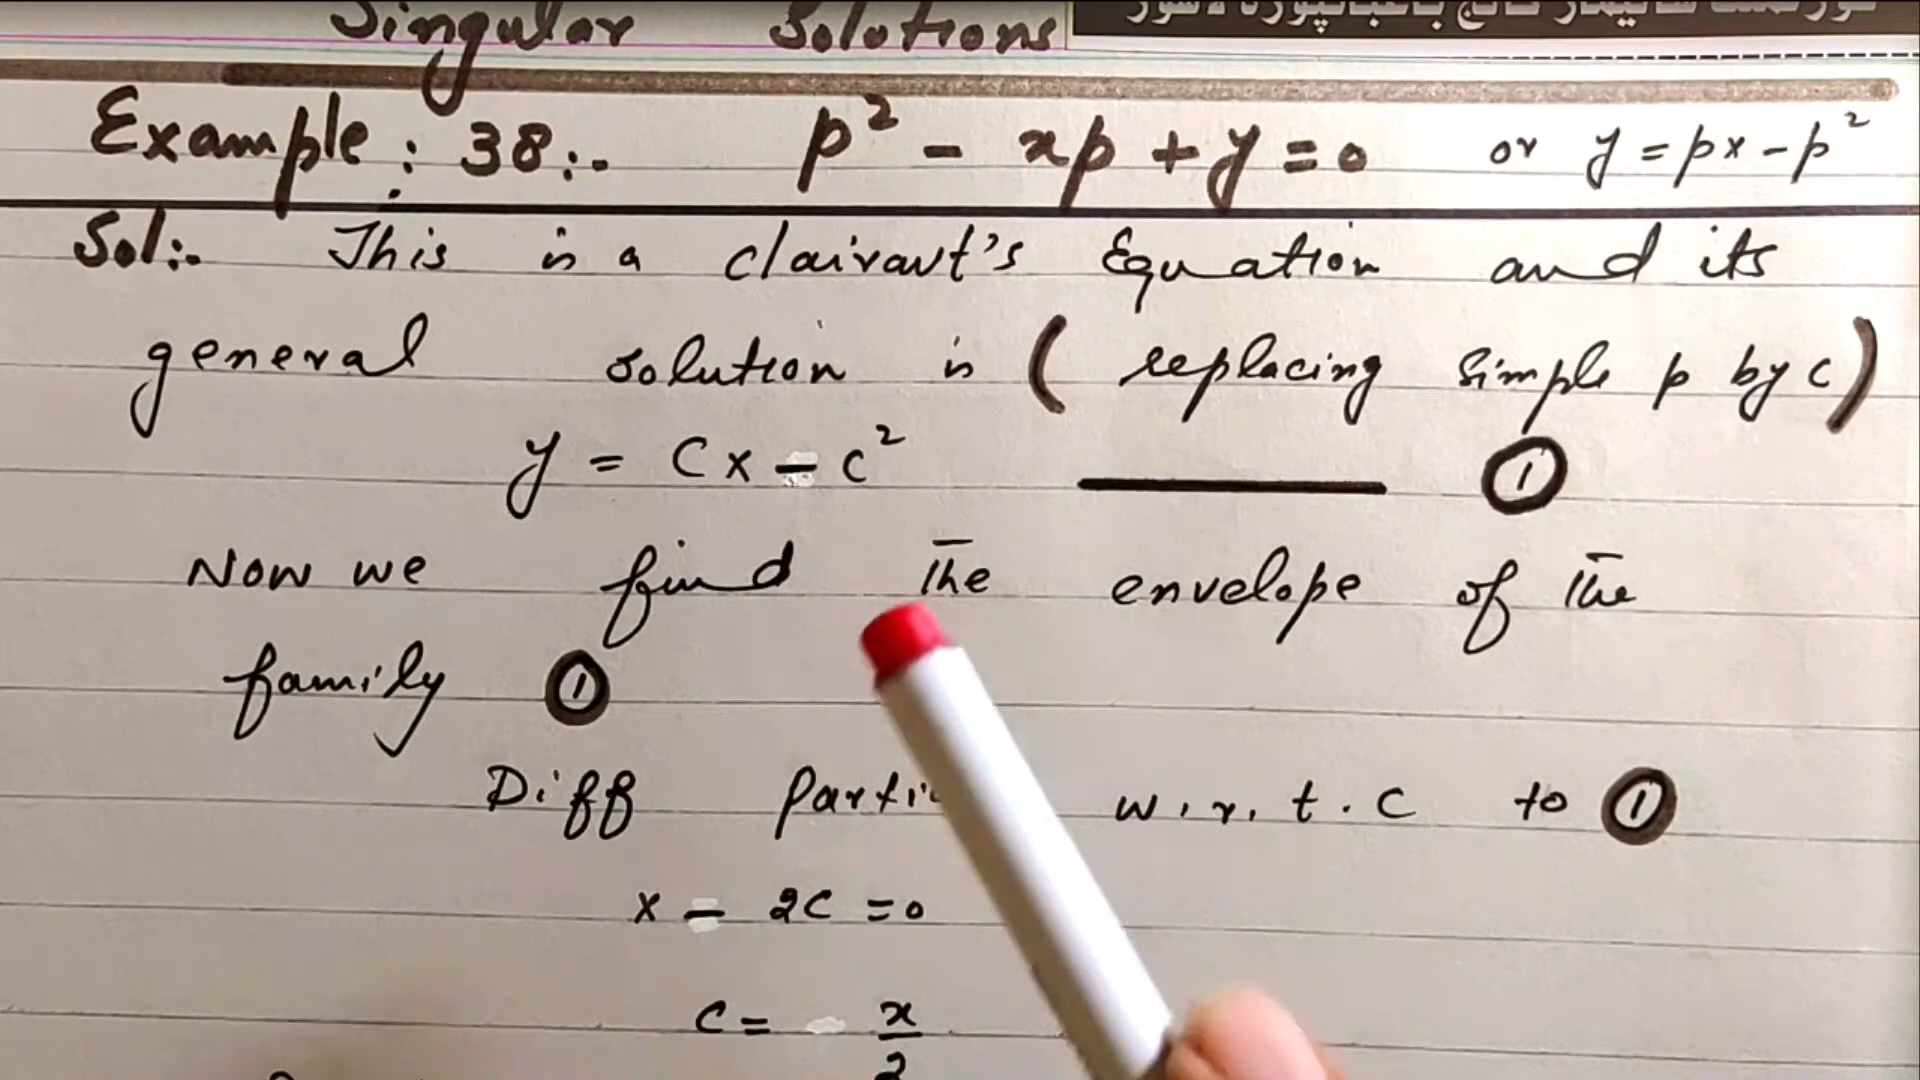 Singular Solutions
Example: 38:- p² - xp + y = 0 or y = px - p²
Sol:- This is a clairaut's Equation and its
general solution is ( replacing simple p by c )
y = cx - c² ——— ①
Now we find the envelope of the
family ①
Diff w.r.t. c to ①
x - 2c = 0
c = x/2